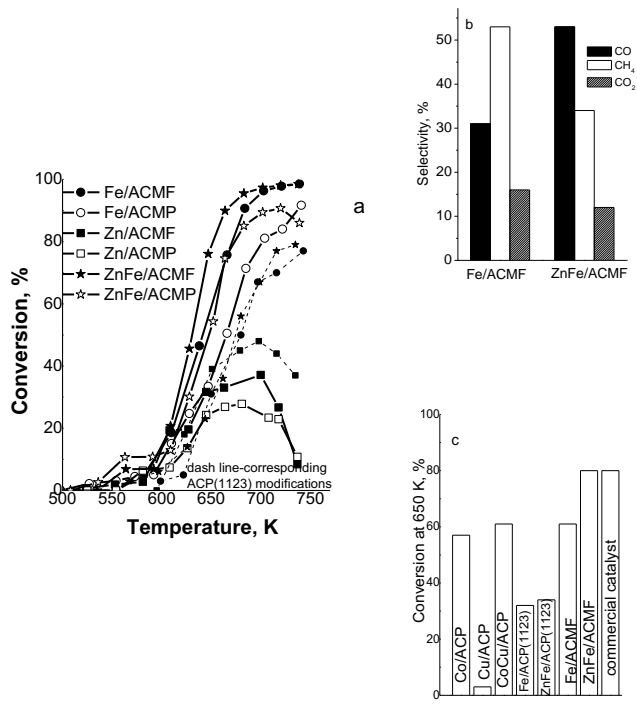 b
60
50
40
30
20
10
0
Selectivity, %
CO
CH4
CO2
Fe/ACMF
ZnFe/ACMF
a
100
80
60
40
20
0
Conversion, %
Fe/ACMF
Fe/ACMP
Zn/ACMF
Zn/ACMP
ZnFe/ACMF
ZnFe/ACMP
dash line-corresponding
ACP(1123) modifications
500 550 600 650 700 750
Temperature, K
c
100
80
60
40
20
0
Conversion at 650 K, %
Co/ACP
Cu/ACP
CoCu/ACP
Fe/ACP(1123)
ZnFe/ACP(1123)
Fe/ACMF
ZnFe/ACMF
commercial catalyst